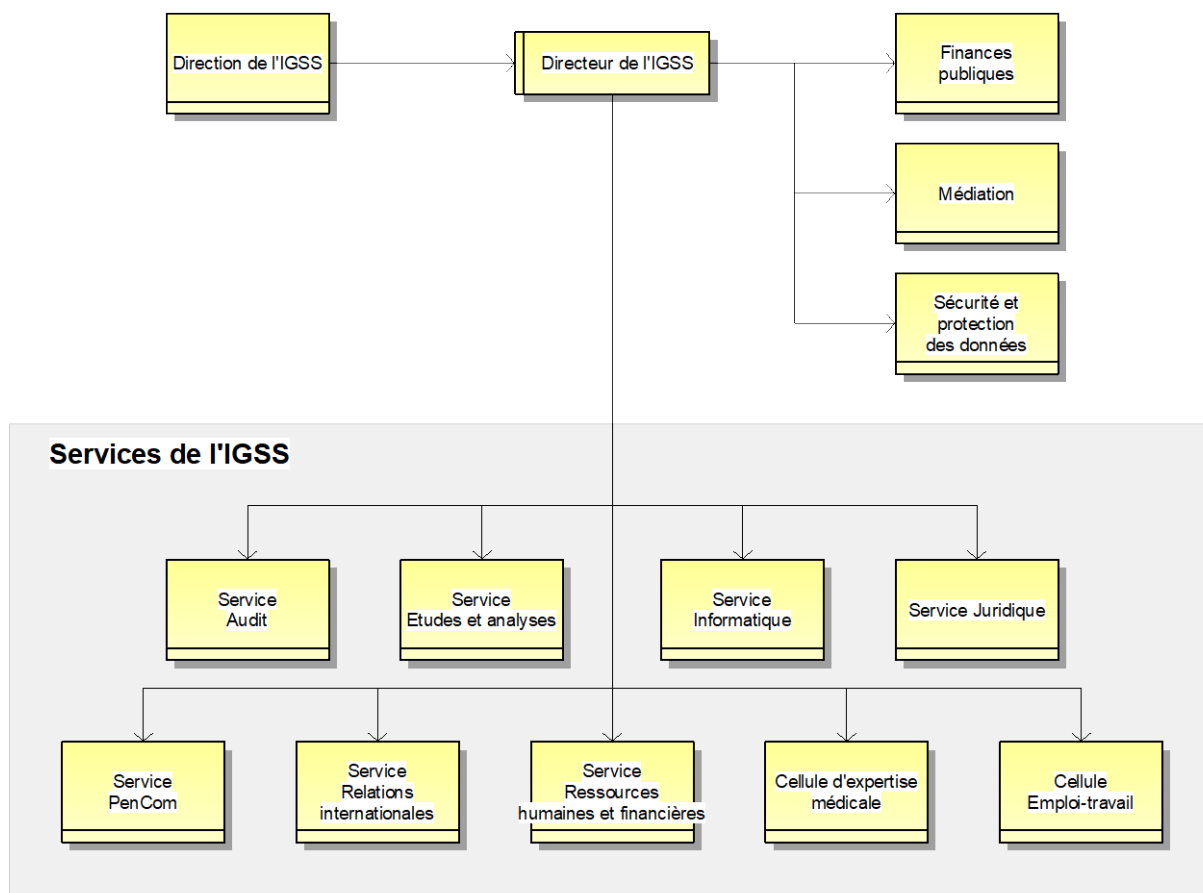 Direction de l'IGSS
Directeur de l'IGSS
Finances
publiques
Médiation
Sécurité et
protection
des données
Services de l'IGSS
Service
Audit
Service
Etudes et analyses
Service
Informatique
Service Juridique
Service
PenCom
Service
Relations
internationales
Service
Ressources
humaines et financières
Cellule d'expertise
médicale
Cellule
Emploi-travail